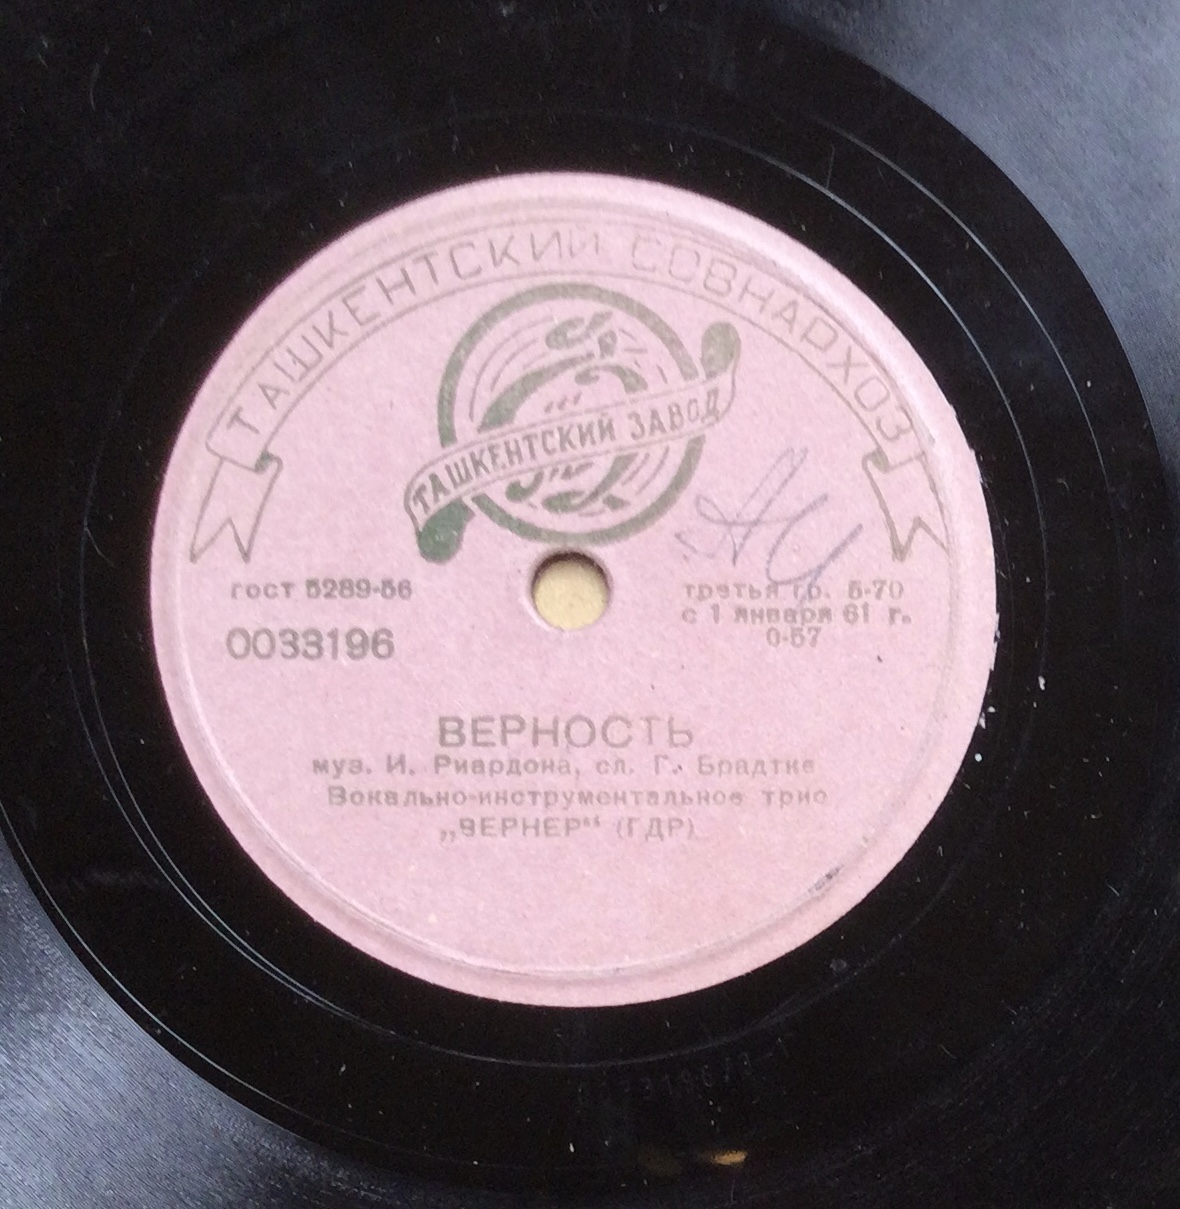 ТАШКЕНТСКИЙ СОВНАРХОЗ
ТАШКЕНТСКИЙ ЗАВОД
гост 5289-56
0033196
третья гр. 5-70
с 1 января 61 г.
0-57
ВЕРНОСТЬ
муз. И. Риардона, сл. Г. Брадтке
Вокально-инструментальное трио
„ВЕРНЕР“ (ГДР)